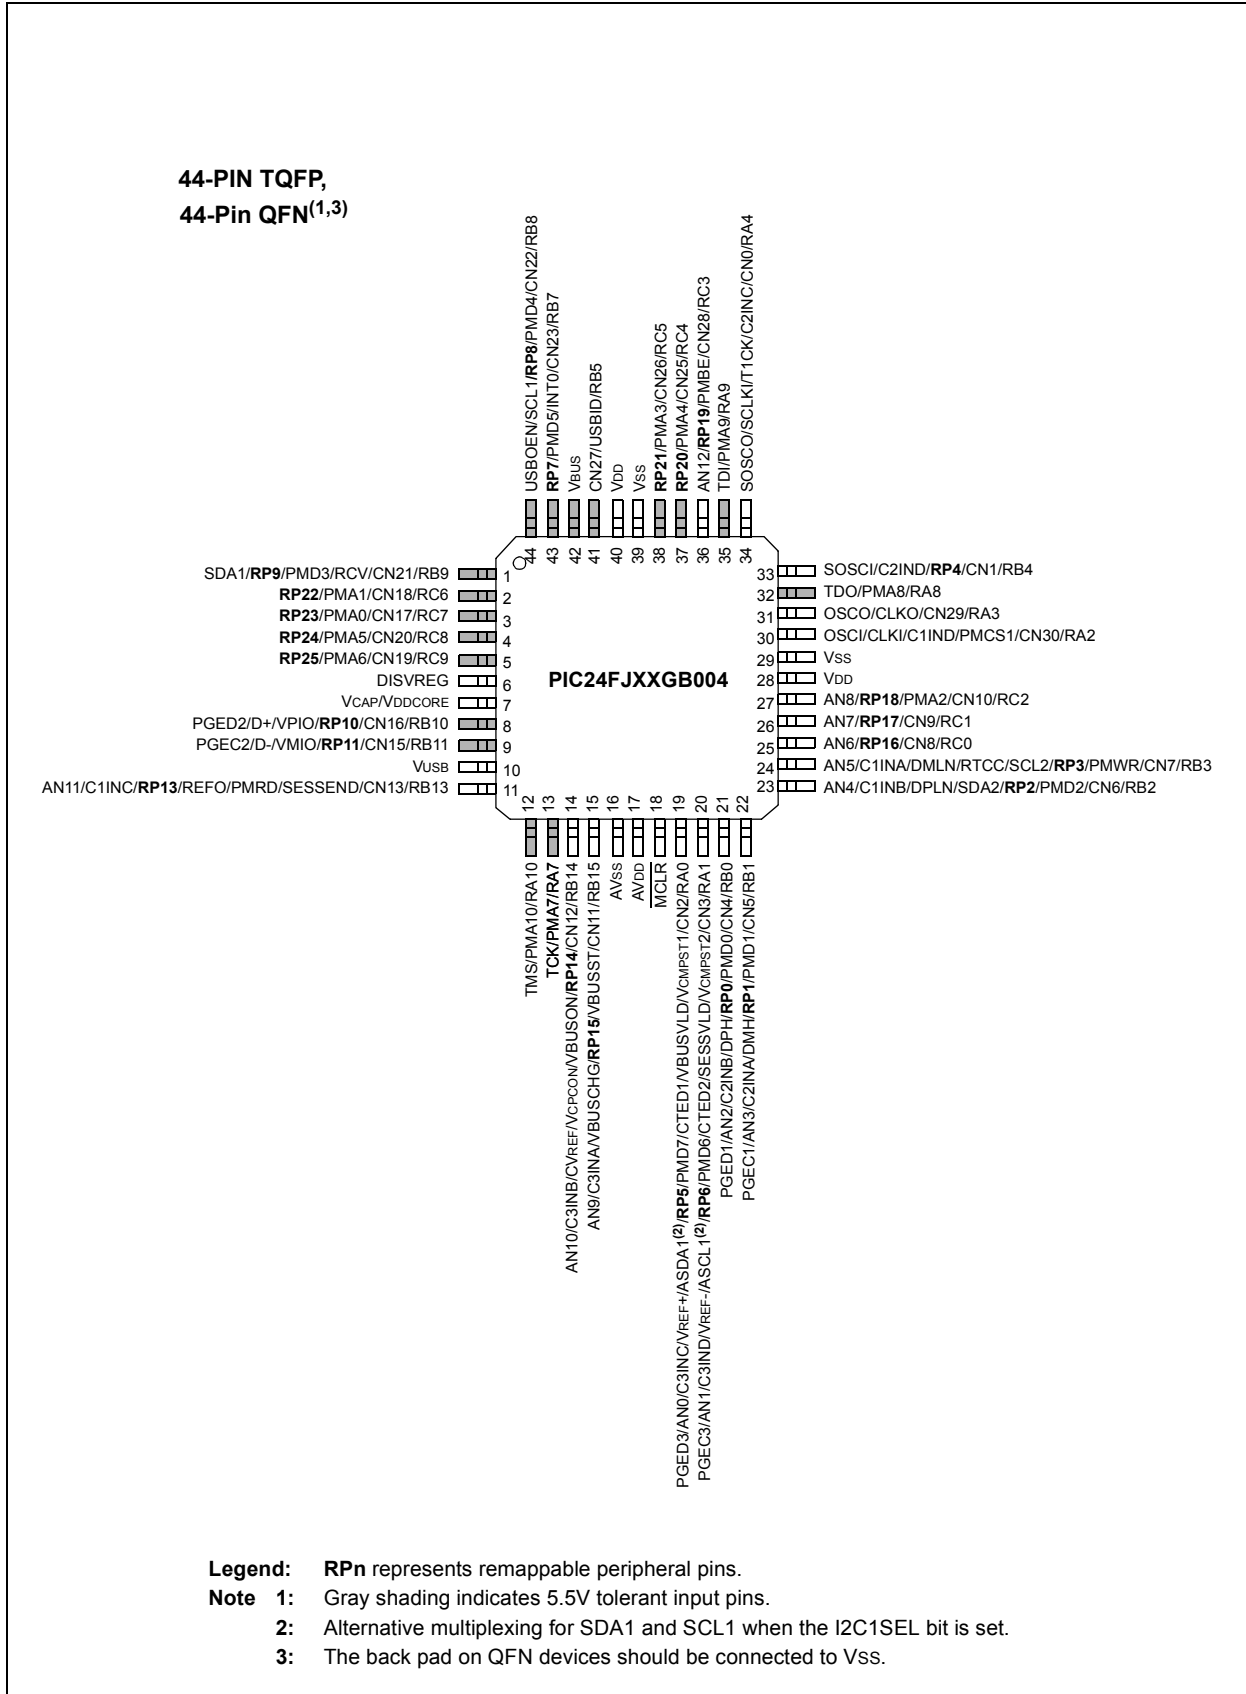 44-PIN TQFP,
44-Pin QFN(1,3)
USBOEN/SCL1/RP8/PMD4/CN22/RB8
RP7/PMD5/INT0/CN23/RB7
VBUS
CN27/USBID/RB5
VDD
VSS
RP21/PMA3/CN26/RC5
RP20/PMA4/CN25/RC4
AN12/RP19/PMBE/CN28/RC3
TDI/PMA9/RA9
SOSCO/SCLKI/T1CK/C2INC/CN0/RA4
44 43 42 41 40 39 38 37 36 35 34
SDA1/RP9/PMD3/RCV/CN21/RB9 1
RP22/PMA1/CN18/RC6 2
RP23/PMA0/CN17/RC7 3
RP24/PMA5/CN20/RC8 4
RP25/PMA6/CN19/RC9 5
DISVREG 6
VCAP/VDDCORE 7
PGED2/D+/VPIO/RP10/CN16/RB10 8
PGEC2/D-/VMIO/RP11/CN15/RB11 9
VUSB 10
AN11/C1INC/RP13/REFO/PMRD/SESSEND/CN13/RB13 11
PIC24FJXXGB004
33 SOSCI/C2IND/RP4/CN1/RB4
32 TDO/PMA8/RA8
31 OSCO/CLKO/CN29/RA3
30 OSCI/CLKI/C1IND/PMCS1/CN30/RA2
29 VSS
28 VDD
27 AN8/RP18/PMA2/CN10/RC2
26 AN7/RP17/CN9/RC1
25 AN6/RP16/CN8/RC0
24 AN5/C1INA/DMLN/RTCC/SCL2/RP3/PMWR/CN7/RB3
23 AN4/C1INB/DPLN/SDA2/RP2/PMD2/CN6/RB2
12 13 14 15 16 17 18 19 20 21 22
TMS/PMA10/RA10
TCK/PMA7/RA7
AN10/C3INB/CVREF/VCPCON/VBUSON/RP14/CN12/RB14
AN9/C3INA/VBUSCHG/RP15/VBUSST/CN11/RB15
AVSS
AVDD
MCLR
PGED3/AN0/C3INC/VREF+/ASDA1(2)/RP5/PMD7/CTED1/VBUSVLD/VCMPST1/CN2/RA0
PGEC3/AN1/C3IND/VREF-/ASCL1(2)/RP6/PMD6/CTED2/SESSVLD/VCMPST2/CN3/RA1
PGED1/AN2/C2INB/DPH/RP0/PMD0/CN4/RB0
PGEC1/AN3/C2INA/DMH/RP1/PMD1/CN5/RB1
Legend: RPn represents remappable peripheral pins.
Note 1: Gray shading indicates 5.5V tolerant input pins.
2: Alternative multiplexing for SDA1 and SCL1 when the I2C1SEL bit is set.
3: The back pad on QFN devices should be connected to VSS.